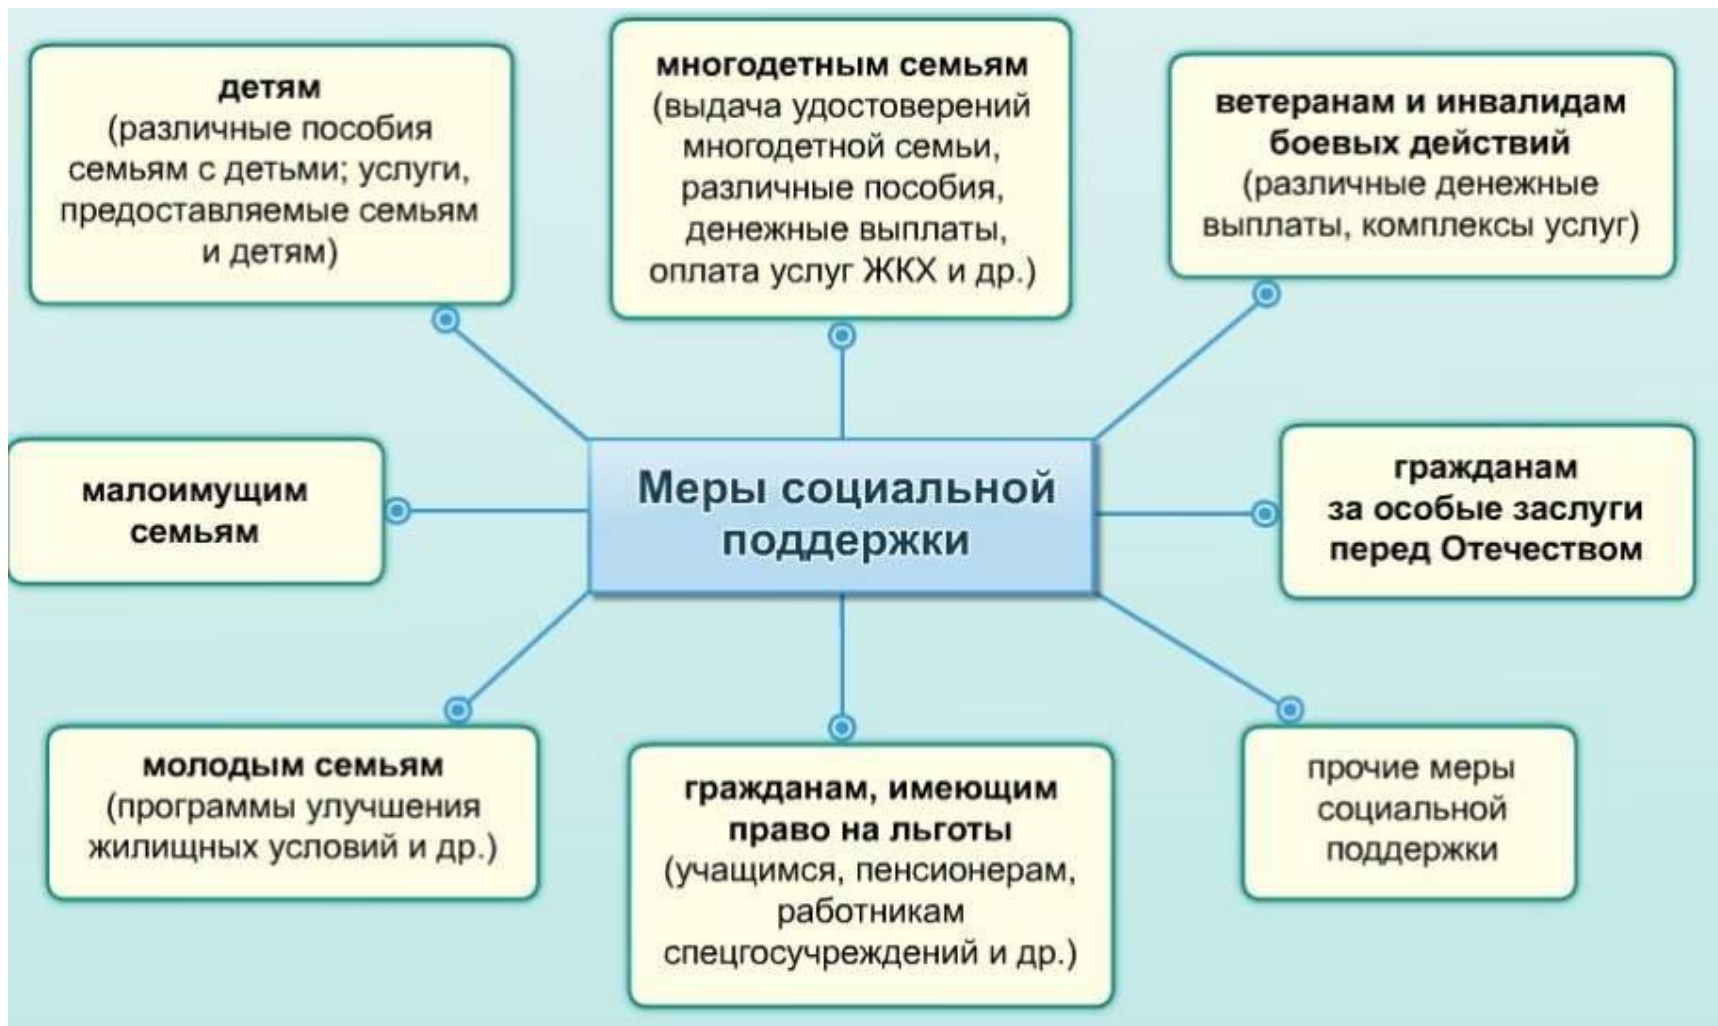 детям
(различные пособия
семьям с детьми; услуги,
предоставляемые семьям
и детям)
многодетным семьям
(выдача удостоверений
многодетной семьи,
различные пособия,
денежные выплаты,
оплата услуг ЖКХ и др.)
ветеранам и инвалидам
боевых действий
(различные денежные
выплаты, комплексы услуг)
малоимущим
семьям
Меры социальной
поддержки
гражданам
за особые заслуги
перед Отечеством
молодым семьям
(программы улучшения
жилищных условий и др.)
гражданам, имеющим
право на льготы
(учащимся, пенсионерам,
работникам
спецгосучреждений и др.)
прочие меры
социальной
поддержки